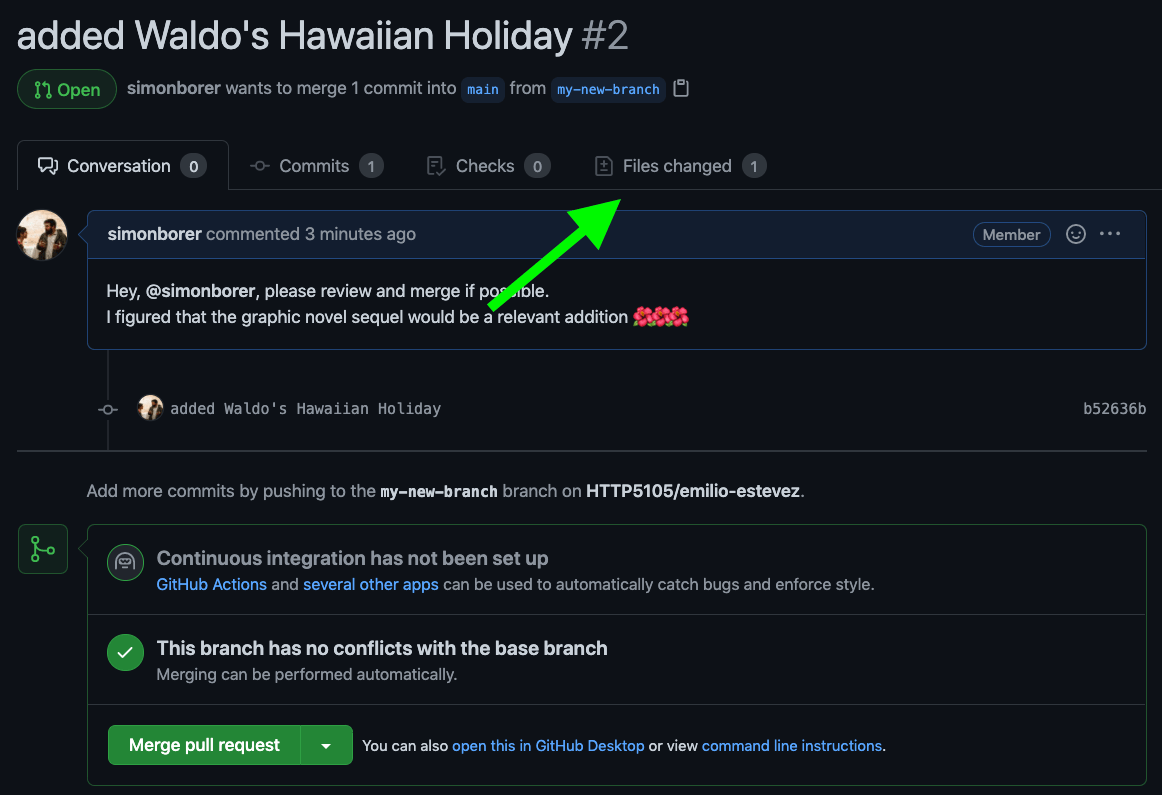 added Waldo's Hawaiian Holiday #2
Open simonborer wants to merge 1 commit into main from my-new-branch
Conversation 0 Commits 1 Checks 0 Files changed 1
simonborer commented 3 minutes ago Member
Hey, @simonborer, please review and merge if possible.
I figured that the graphic novel sequel would be a relevant addition 🌺🌺🌺
added Waldo's Hawaiian Holiday b52636b
Add more commits by pushing to the my-new-branch branch on HTTP5105/emilio-estevez.
Continuous integration has not been set up
GitHub Actions and several other apps can be used to automatically catch bugs and enforce style.
This branch has no conflicts with the base branch
Merging can be performed automatically.
Merge pull request You can also open this in GitHub Desktop or view command line instructions.